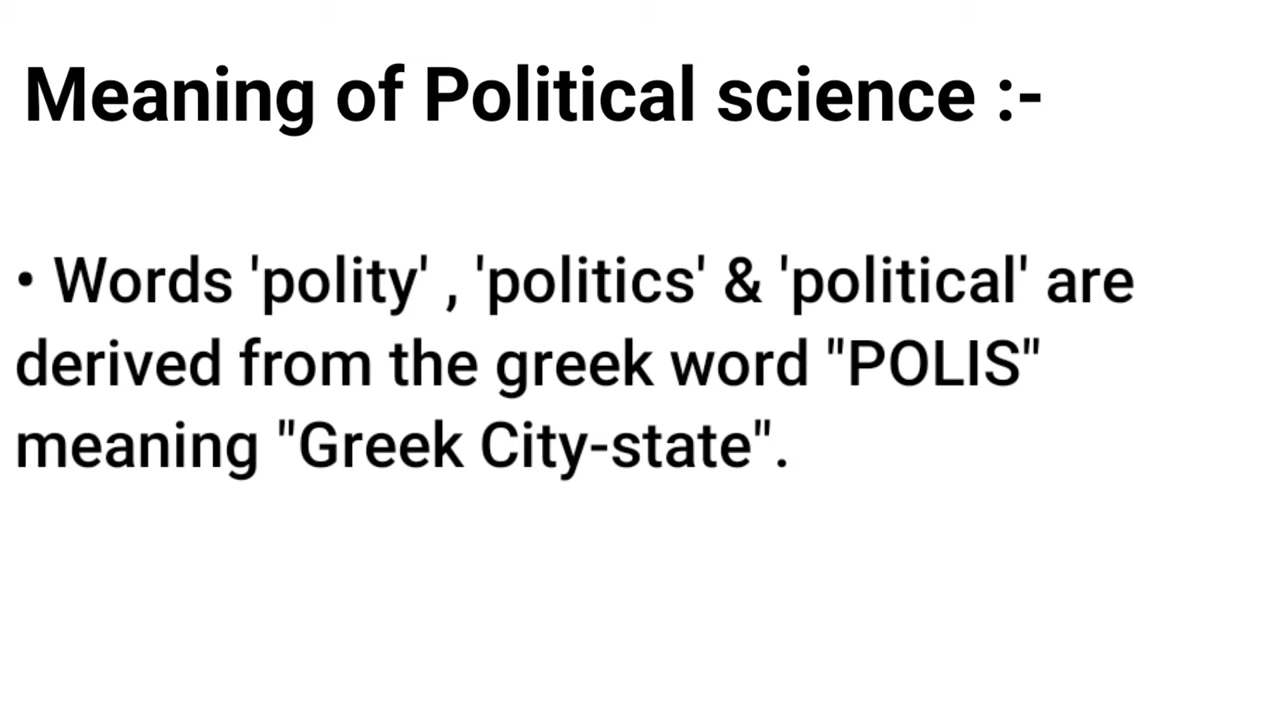 Meaning of Political science :-
• Words 'polity' , 'politics' & 'political' are
derived from the greek word "POLIS"
meaning "Greek City-state".